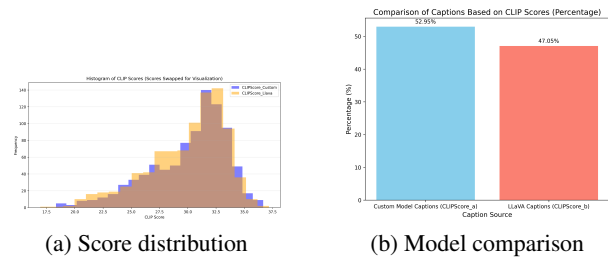 Histogram of CLIP Scores (Scores Swapped for Visualization)
CLIPScore_Custom
CLIPScore_Llava
Frequency
140
120
100
80
60
40
20
0
17.5 20.0 22.5 25.0 27.5 30.0 32.5 35.0 37.5
CLIP Score
(a) Score distribution
Comparison of Captions Based on CLIP Scores (Percentage)
52.95%
47.05%
Percentage (%)
50
40
30
20
10
0
Custom Model Captions (CLIPScore_a) LLaVA Captions (CLIPScore_b)
Caption Source
(b) Model comparison